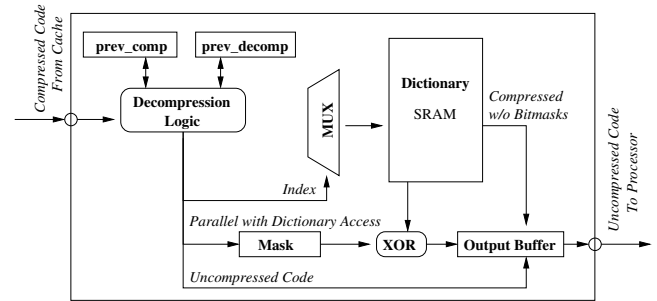 Compressed Code
From Cache
prev_comp
prev_decomp
Decompression
Logic
MUX
Dictionary
SRAM
Compressed
w/o Bitmasks
Index
Parallel with Dictionary Access
Mask
XOR
Output Buffer
Uncompressed Code
Uncompressed Code
To Processor